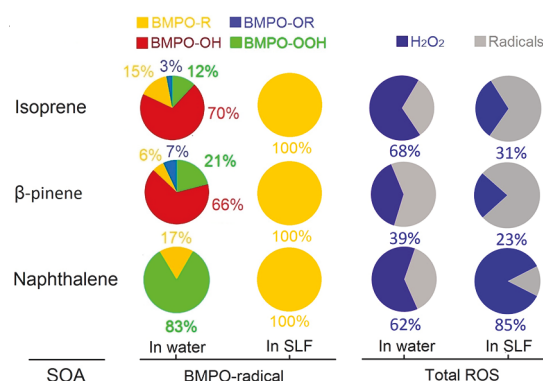 BMPO-R BMPO-OR
BMPO-OH BMPO-OOH H₂O₂ Radicals
3%
15% 12%
Isoprene
70%
100% 68% 31%
7%
6% 21%
β-pinene
66%
100% 39% 23%
17%
Naphthalene
83% 100% 62% 85%
In water In SLF In water In SLF
SOA BMPO-radical Total ROS